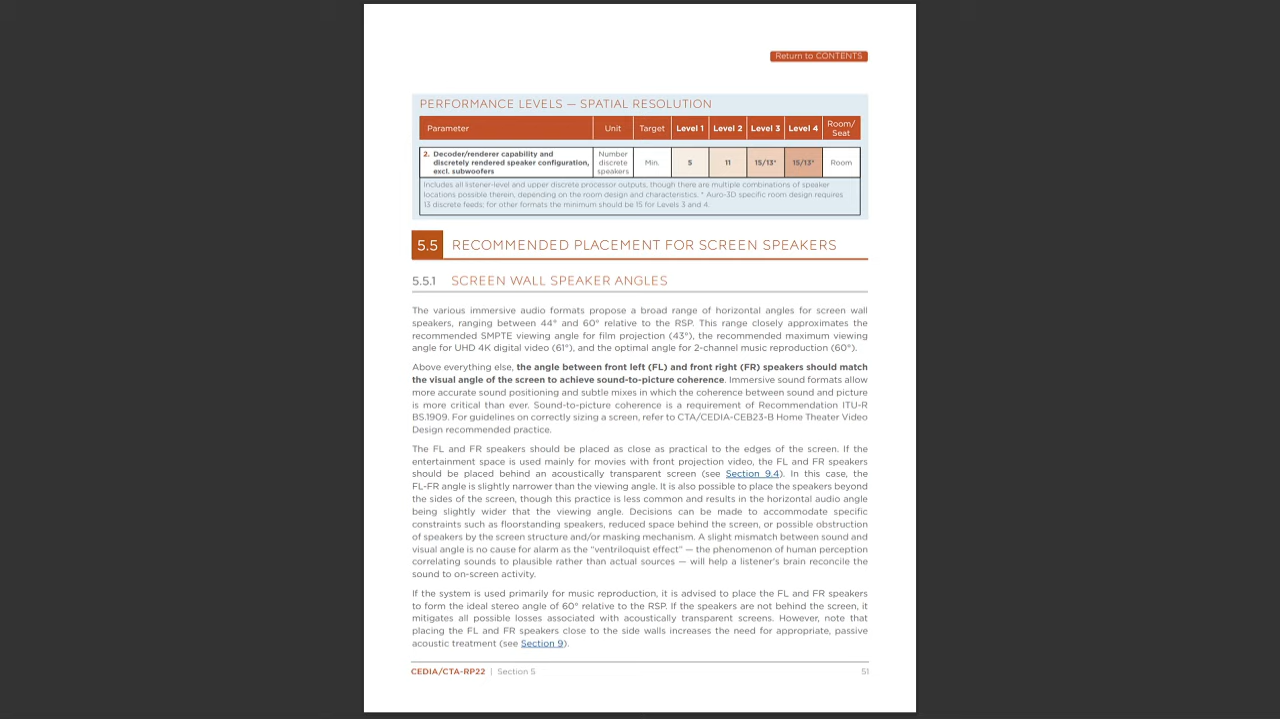 Return to CONTENTS
PERFORMANCE LEVELS — SPATIAL RESOLUTION
Parameter Unit Target Level 1 Level 2 Level 3 Level 4 Room/ Seat
2. Decoder/renderer capability and discretely rendered speaker configuration, excl. subwoofers Number discrete speakers Min. 5 11 15/13* 15/13* Room
Includes all listener-level and upper discrete processor outputs, though there are multiple combinations of speaker
locations possible therein, depending on the room design and characteristics. * Auro-3D specific room design requires
13 discrete feeds; for other formats the minimum should be 15 for Levels 3 and 4.
5.5 RECOMMENDED PLACEMENT FOR SCREEN SPEAKERS
5.5.1 SCREEN WALL SPEAKER ANGLES
The various immersive audio formats propose a broad range of horizontal angles for screen wall
speakers, ranging between 44° and 60° relative to the RSP. This range closely approximates the
recommended SMPTE viewing angle for film projection (43°), the recommended maximum viewing
angle for UHD 4K digital video (61°), and the optimal angle for 2-channel music reproduction (60°).
Above everything else, the angle between front left (FL) and front right (FR) speakers should match
the visual angle of the screen to achieve sound-to-picture coherence. Immersive sound formats allow
more accurate sound positioning and subtle mixes in which the coherence between sound and picture
is more critical than ever. Sound-to-picture coherence is a requirement of Recommendation ITU-R
BS.1909. For guidelines on correctly sizing a screen, refer to CTA/CEDIA-CEB23-B Home Theater Video
Design recommended practice.
The FL and FR speakers should be placed as close as practical to the edges of the screen. If the
entertainment space is used mainly for movies with front projection video, the FL and FR speakers
should be placed behind an acoustically transparent screen (see Section 9.4). In this case, the
FL-FR angle is slightly narrower than the viewing angle. It is also possible to place the speakers beyond
the sides of the screen, though this practice is less common and results in the horizontal audio angle
being slightly wider that the viewing angle. Decisions can be made to accommodate specific
constraints such as floorstanding speakers, reduced space behind the screen, or possible obstruction
of speakers by the screen structure and/or masking mechanism. A slight mismatch between sound and
visual angle is no cause for alarm as the “ventriloquist effect” — the phenomenon of human perception
correlating sounds to plausible rather than actual sources — will help a listener's brain reconcile the
sound to on-screen activity.
If the system is used primarily for music reproduction, it is advised to place the FL and FR speakers
to form the ideal stereo angle of 60° relative to the RSP. If the speakers are not behind the screen, it
mitigates all possible losses associated with acoustically transparent screens. However, note that
placing the FL and FR speakers close to the side walls increases the need for appropriate, passive
acoustic treatment (see Section 9).
CEDIA/CTA-RP22 | Section 5 51